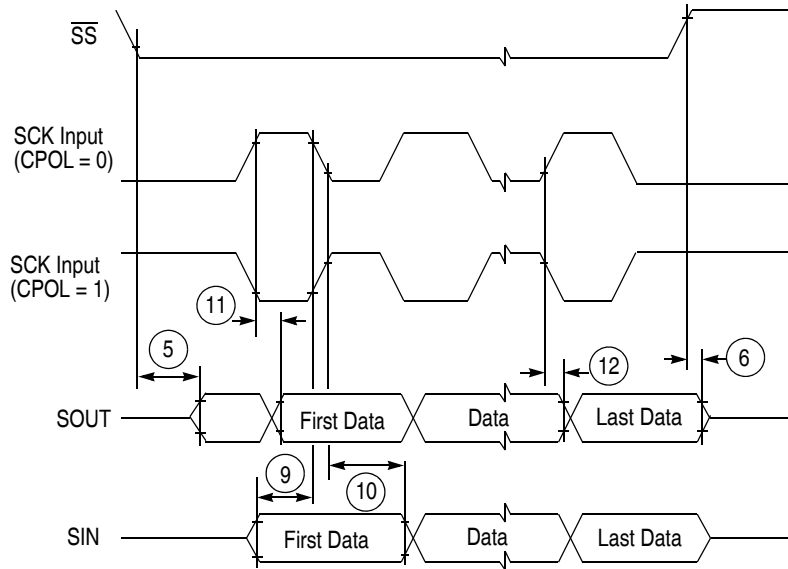 SS
SCK Input
(CPOL = 0)
SCK Input
(CPOL = 1)
11
5
12
6
SOUT
First Data
Data
Last Data
9
10
SIN
First Data
Data
Last Data